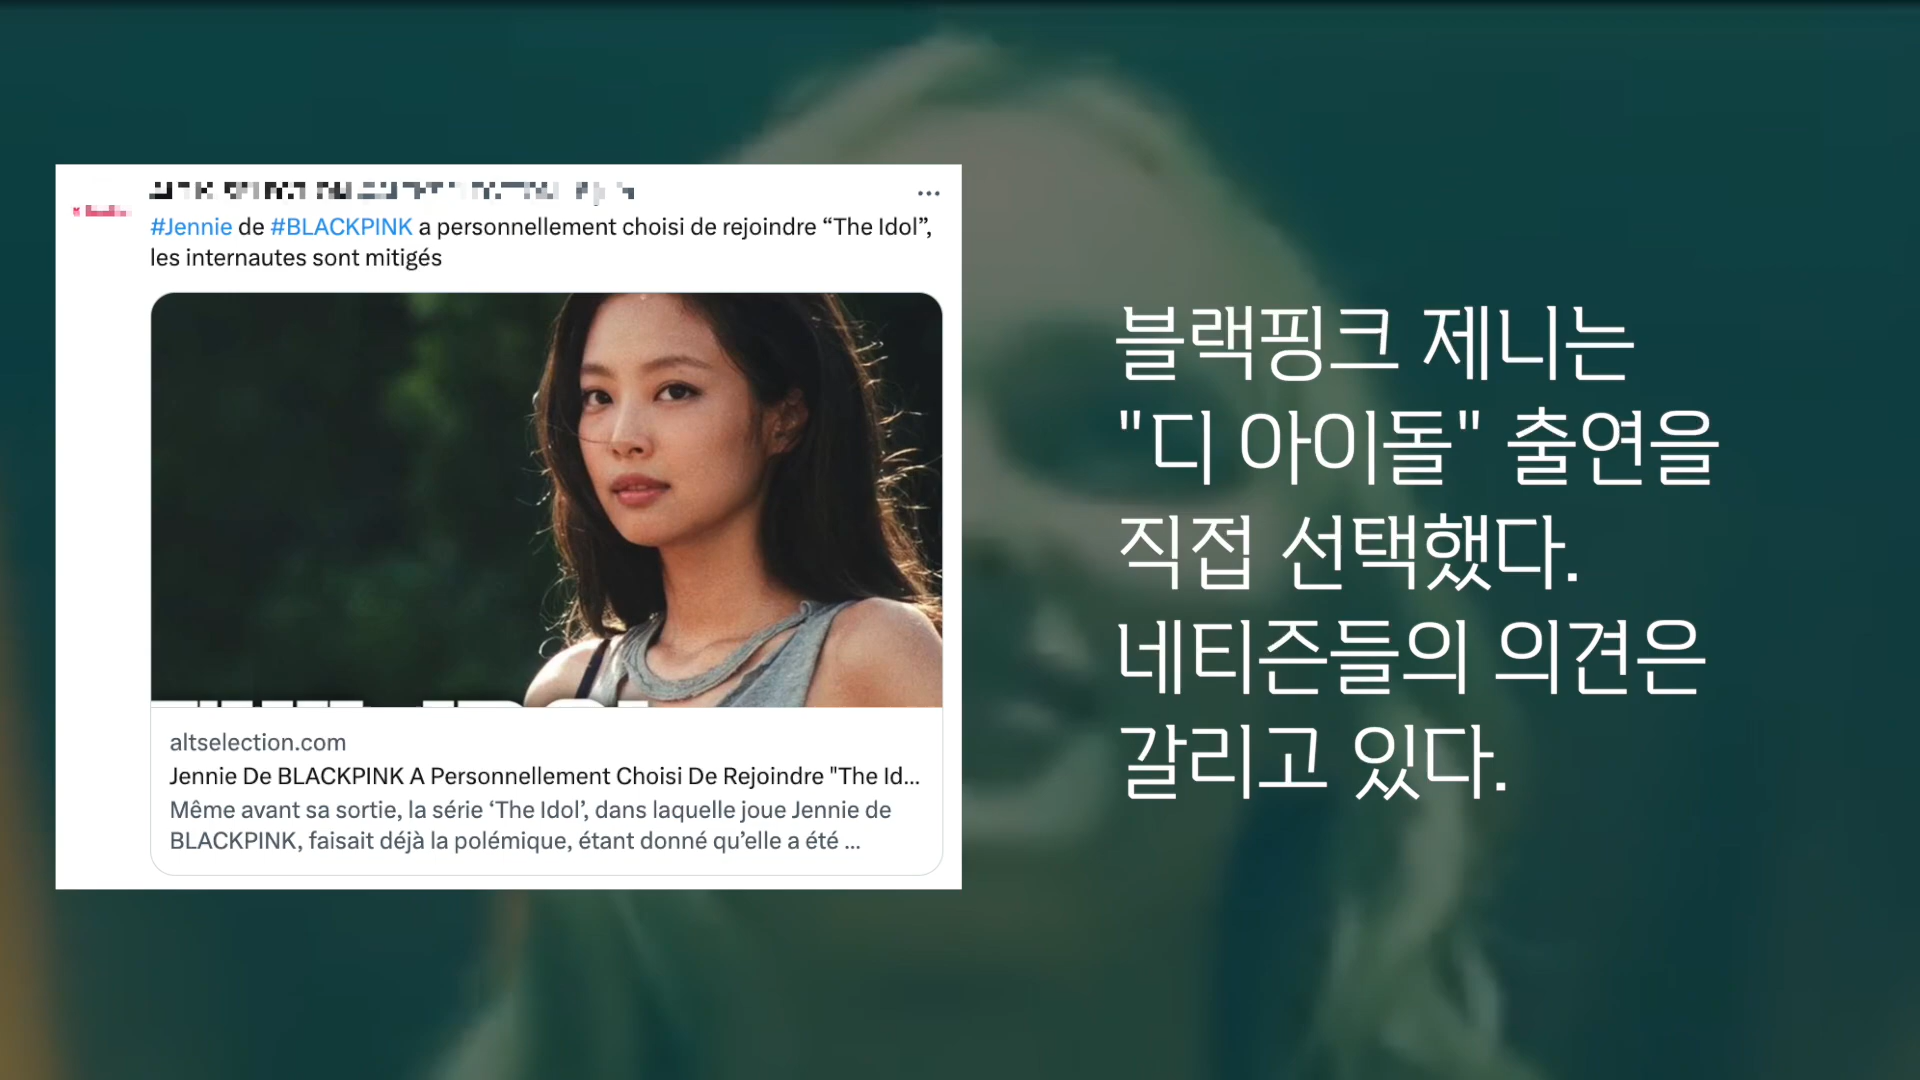 #Jennie de #BLACKPINK a personnellement choisi de rejoindre “The Idol”,
les internautes sont mitigés
altselection.com
Jennie De BLACKPINK A Personnellement Choisi De Rejoindre "The Id...
Même avant sa sortie, la série ‘The Idol’, dans laquelle joue Jennie de
BLACKPINK, faisait déjà la polémique, étant donné qu’elle a été ...
블랙핑크 제니는
"디 아이돌" 출연을
직접 선택했다.
네티즌들의 의견은
갈리고 있다.